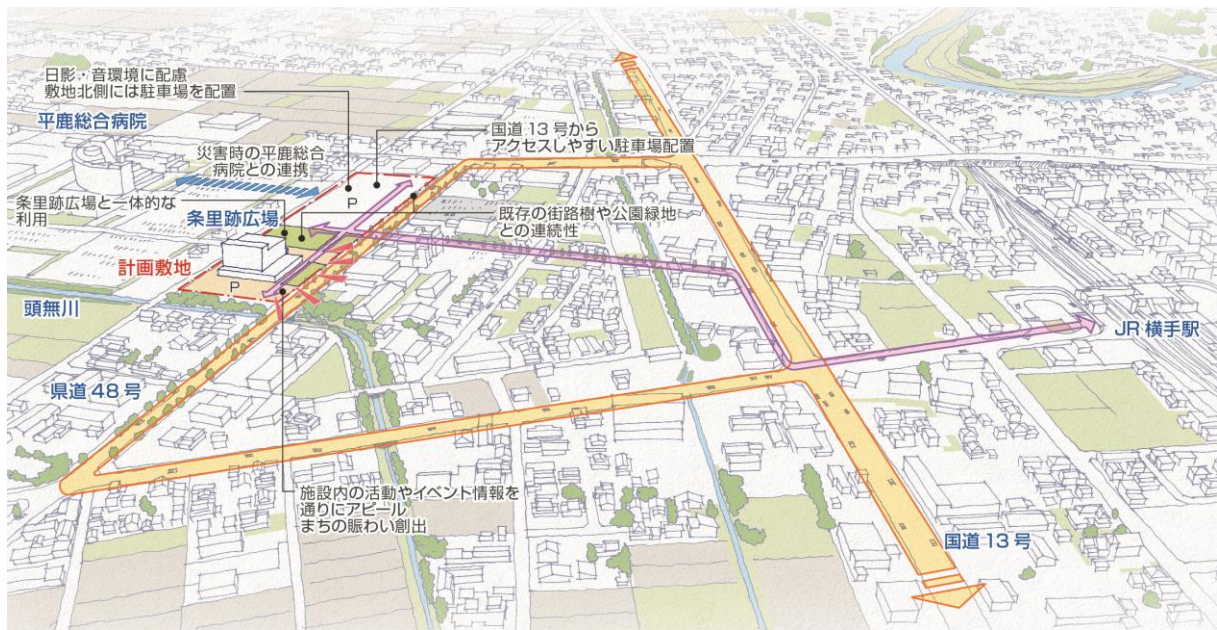 日影・音環境に配慮
敷地北側には駐車場を配置
平鹿総合病院
災害時の平鹿総合
病院との連携
国道13号から
アクセスしやすい駐車場配置
P
条里跡広場と一体的な
利用
条里跡広場
既存の街路樹や公園緑地
との連続性
計画敷地
P
頭無川
JR横手駅
県道48号
施設内の活動やイベント情報を
通りにアピール
まちの賑わい創出
国道13号